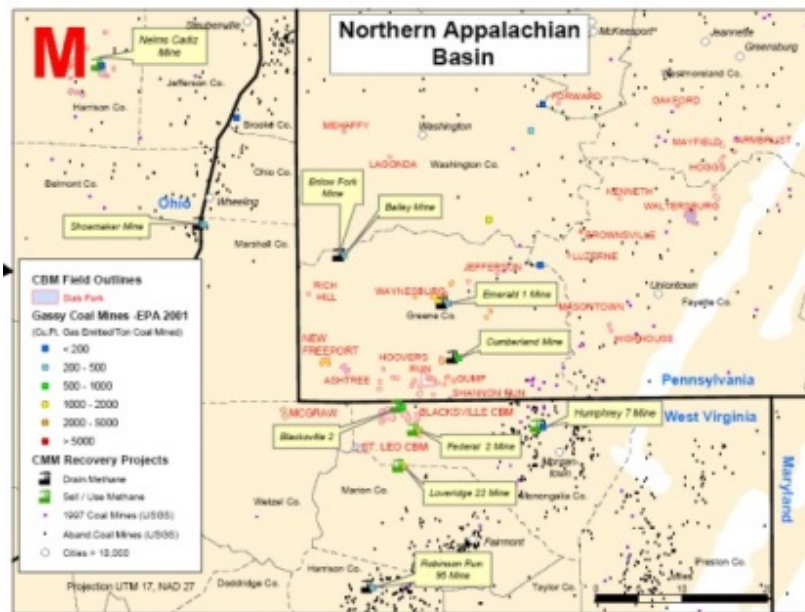 M
Northern Appalachian
Basin
Nelms Cadiz
Mine
Steubenville
McKeesport
Jeannette
Greensburg
Westmoreland Co.
Jefferson Co.
Harrison Co.
Brooke Co.
FORWARD
OAKFORD
MEHAFFY
Washington
MAYFIELD
HOGGS
LAGONDA
Washington Co.
Ohio Co.
Belmont Co.
Enlow Fork
Mine
Bailey Mine
KENNETH
WALTERSBURG
Ohio
Wheeling
Shoemaker Mine
BROWNSVILLE
LUZERNE
Marshall Co.
JEFFERSON
RICH
HILL
WAYNESBURG
Emerald 1 Mine
Uniontown
Fayette Co.
MASONTOWN
Greene Co.
HIGHHOUSE
Cumberland Mine
NEW
FREEPORT
HOOVERS
RUN
ASHTREE
GUMP
SHANNON RUN
Pennsylvania
MCGRAW
BLACKSVILLE CBM
Humphrey 7 Mine
West Virginia
Blacksville 2
Federal 2 Mine
ST. LEO CBM
Morgan-
town
Loveridge 22 Mine
Marion Co.
Monongalia Co.
Wetzel Co.
Maryland
Fairmont
Robinson Run
95 Mine
Harrison Co.
Doddridge Co.
Taylor Co.
Preston Co.
Miles
CBM Field Outlines
Slab Fork
Gassy Coal Mines -EPA 2001
(Cu.Ft. Gas Emitted/Ton Coal Mined)
< 200
200 - 500
500 - 1000
1000 - 2000
2000 - 5000
> 5000
CMM Recovery Projects
Drain Methane
Sell / Use Methane
1997 Coal Mines (USGS)
Aband.Coal Mines (USGS)
Cities > 10,000
Projection UTM 17, NAD 27